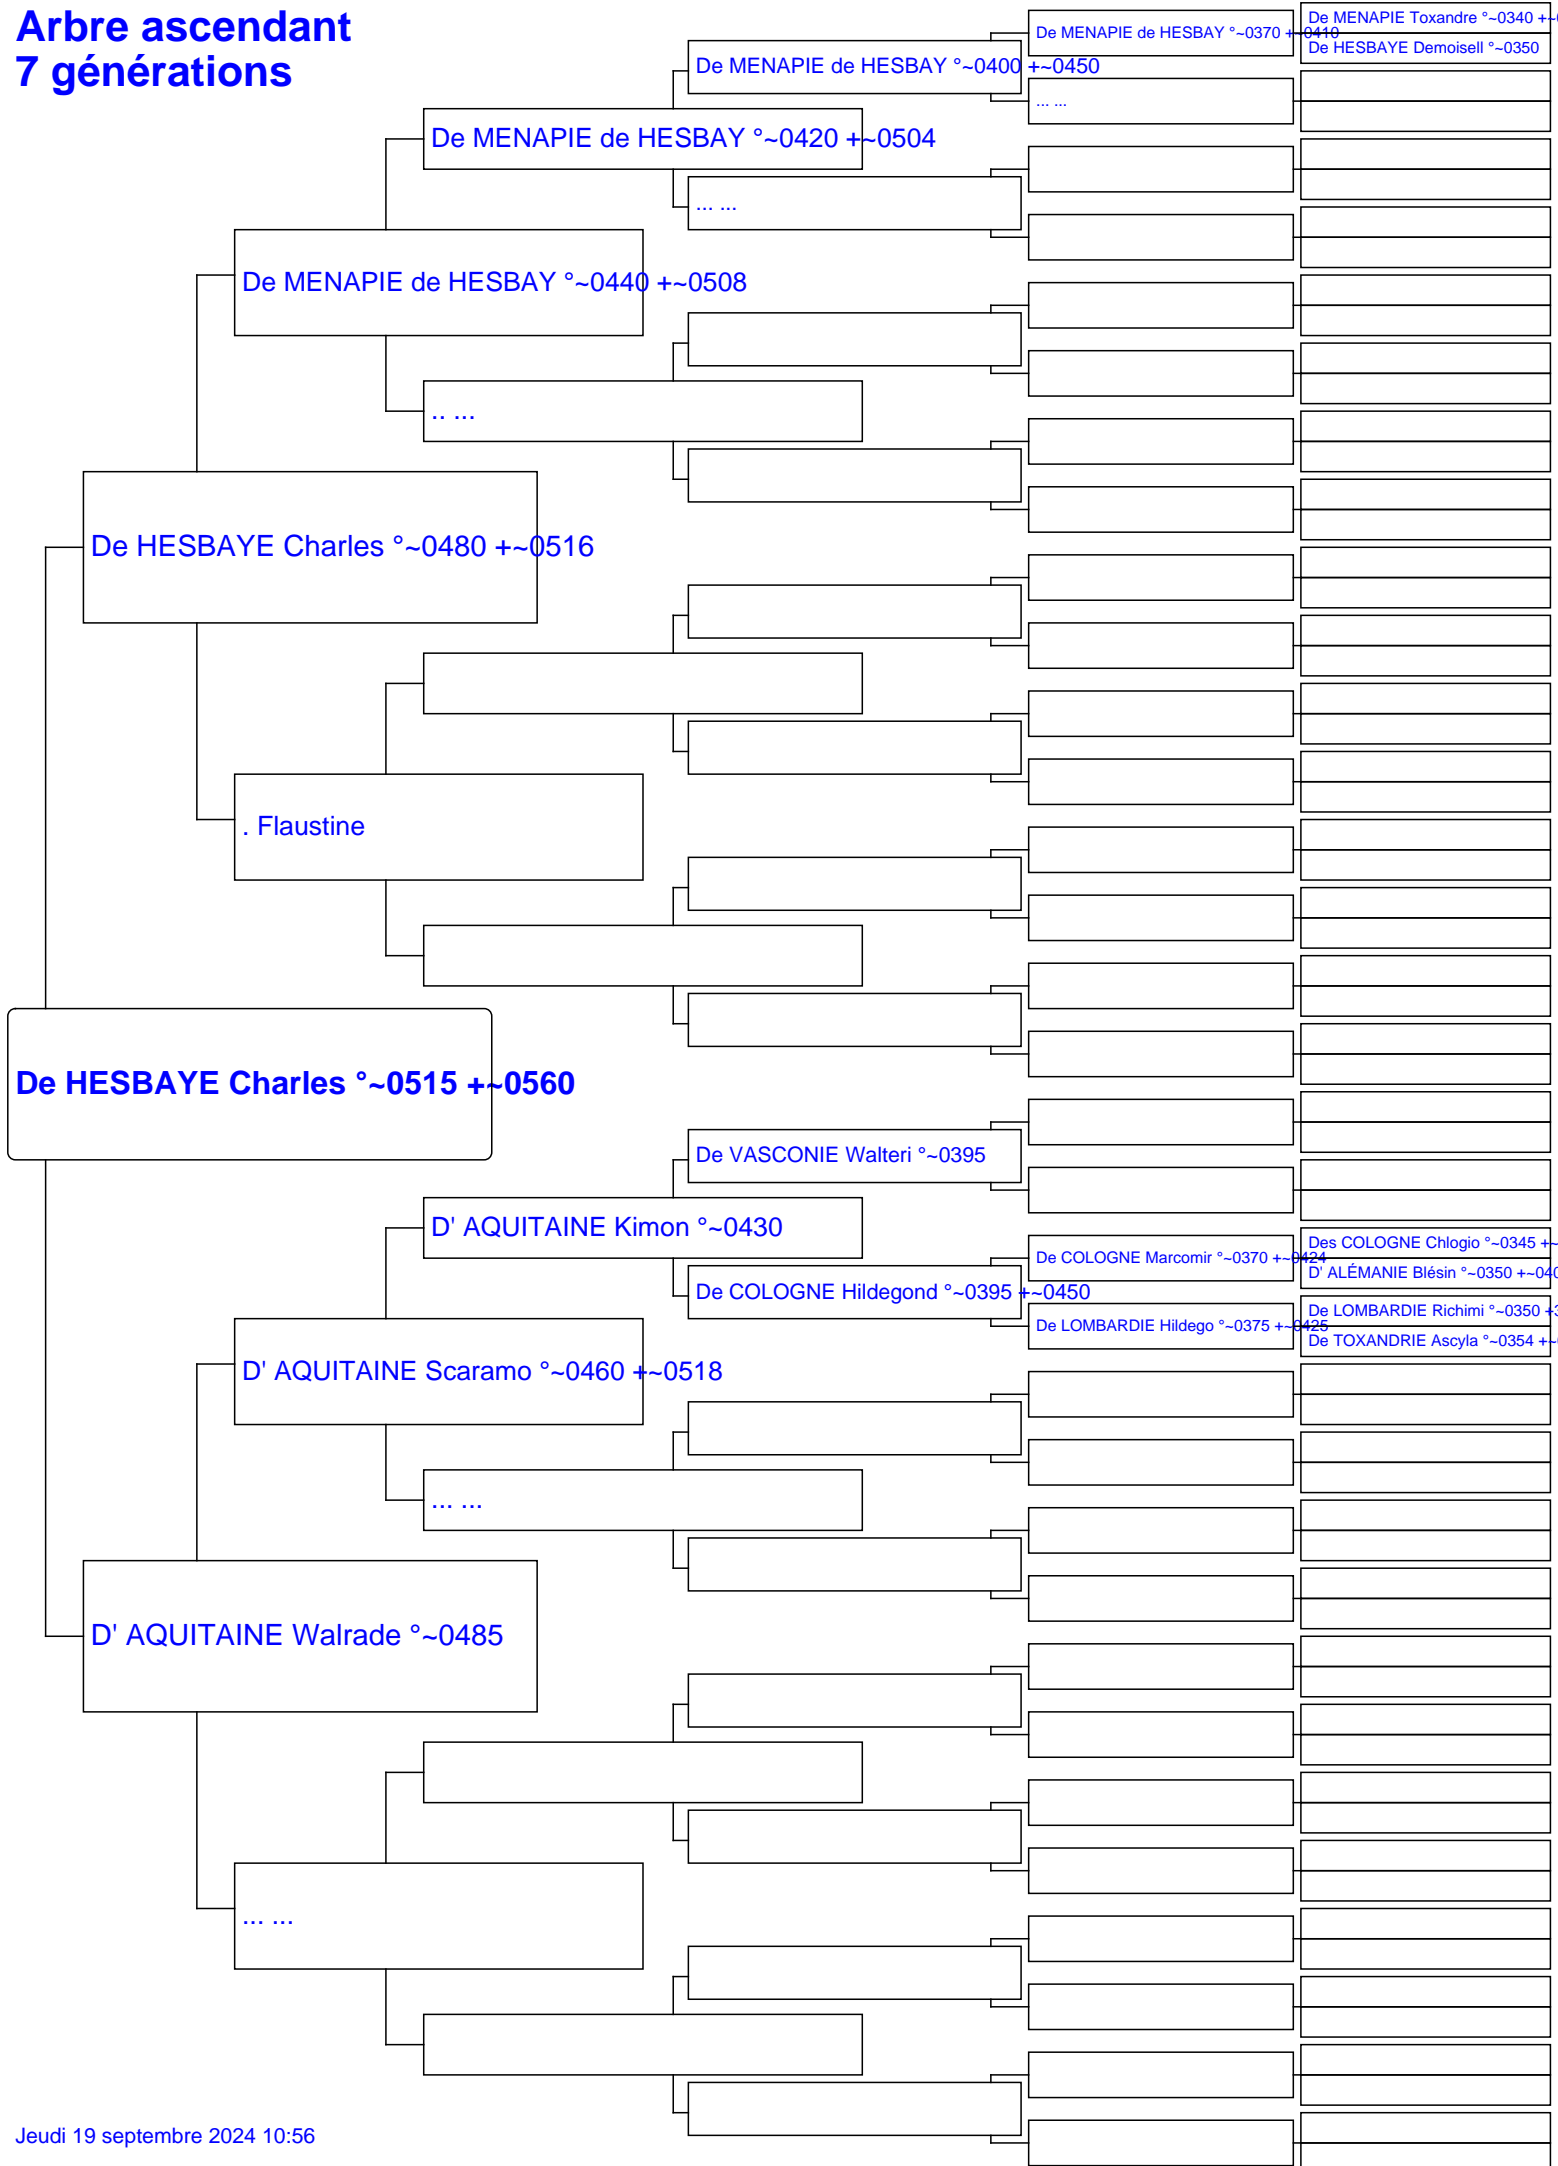 Arbre ascendant
7 générations
De MENAPIE Toxandre °~0340 +~
De MENAPIE de HESBAY °~0370 +~0410
De HESBAYE Demoisell °~0350
De MENAPIE de HESBAY °~0400 +~0450
... ...
De MENAPIE de HESBAY °~0420 +~0504
... ...
De MENAPIE de HESBAY °~0440 +~0508
.. ...
De HESBAYE Charles °~0480 +~0516
. Flaustine
De HESBAYE Charles °~0515 +~0560
De VASCONIE Walteri °~0395
D' AQUITAINE Kimon °~0430
Des COLOGNE Chlogio °~0345 +~
De COLOGNE Marcomir °~0370 +~0424
D' ALÉMANIE Blésin °~0350 +~040
De COLOGNE Hildegond °~0395 +~0450
De LOMBARDIE Richimi °~0350 +3
De LOMBARDIE Hildego °~0375 +~0425
De TOXANDRIE Ascyla °~0354 +~
D' AQUITAINE Scaramo °~0460 +~0518
... ...
D' AQUITAINE Walrade °~0485
... ...
Jeudi 19 septembre 2024 10:56